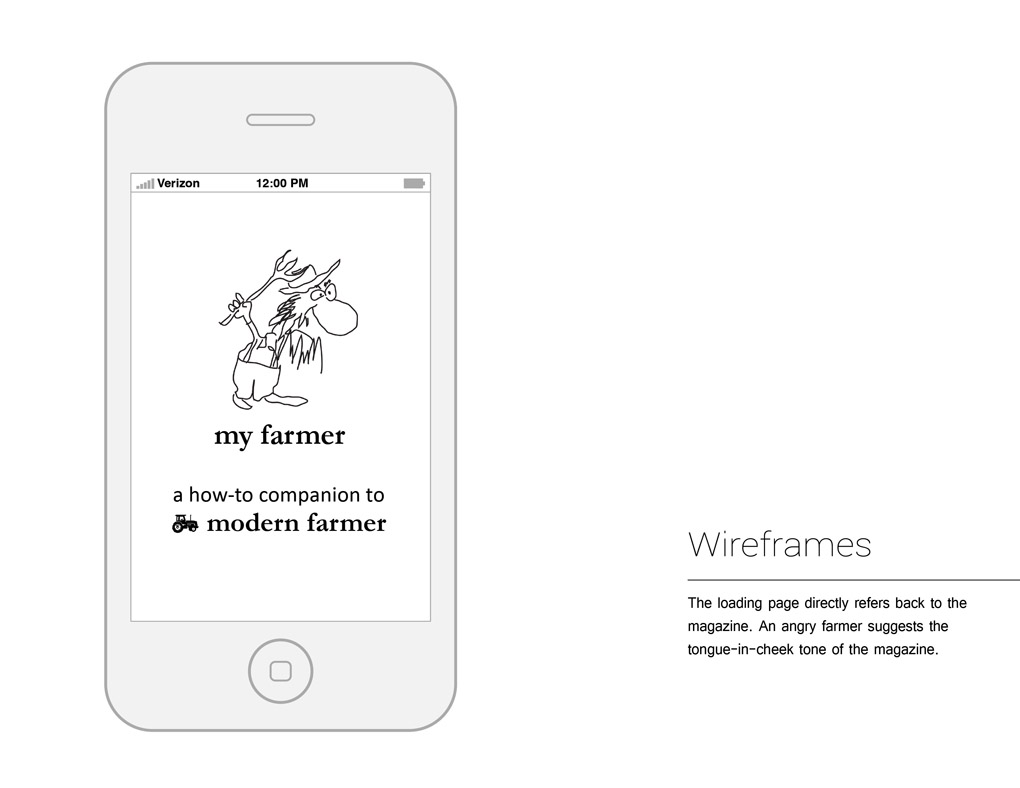 Verizon 12:00 PM
my farmer
a how-to companion to
modern farmer
Wireframes
The loading page directly refers back to the
magazine. An angry farmer suggests the
tongue-in-cheek tone of the magazine.